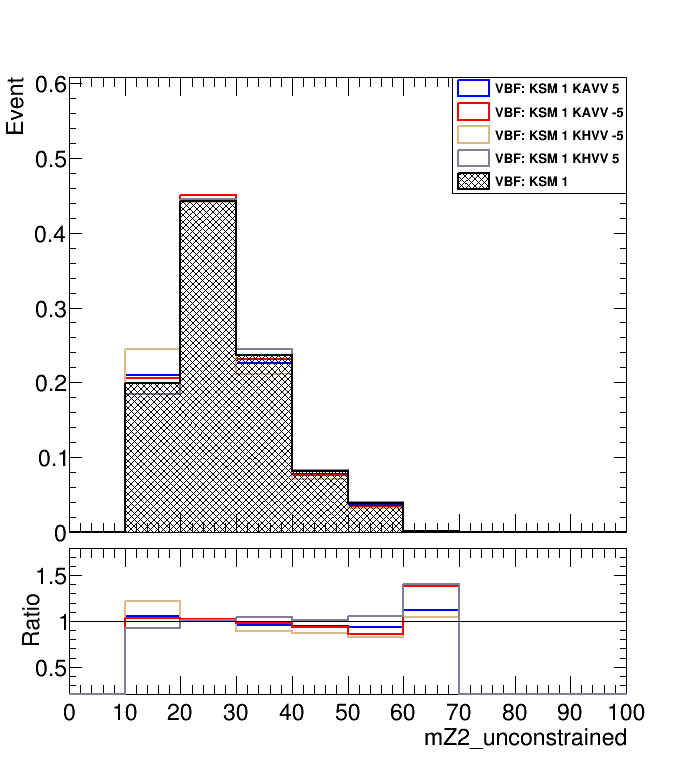 Event
0.6
0.5
0.4
0.3
0.2
0.1
0
VBF: KSM 1 KAVV 5
VBF: KSM 1 KAVV -5
VBF: KSM 1 KHVV -5
VBF: KSM 1 KHVV 5
VBF: KSM 1
Ratio
1.5
1
0.5
0 10 20 30 40 50 60 70 80 90 100
mZ2_unconstrained